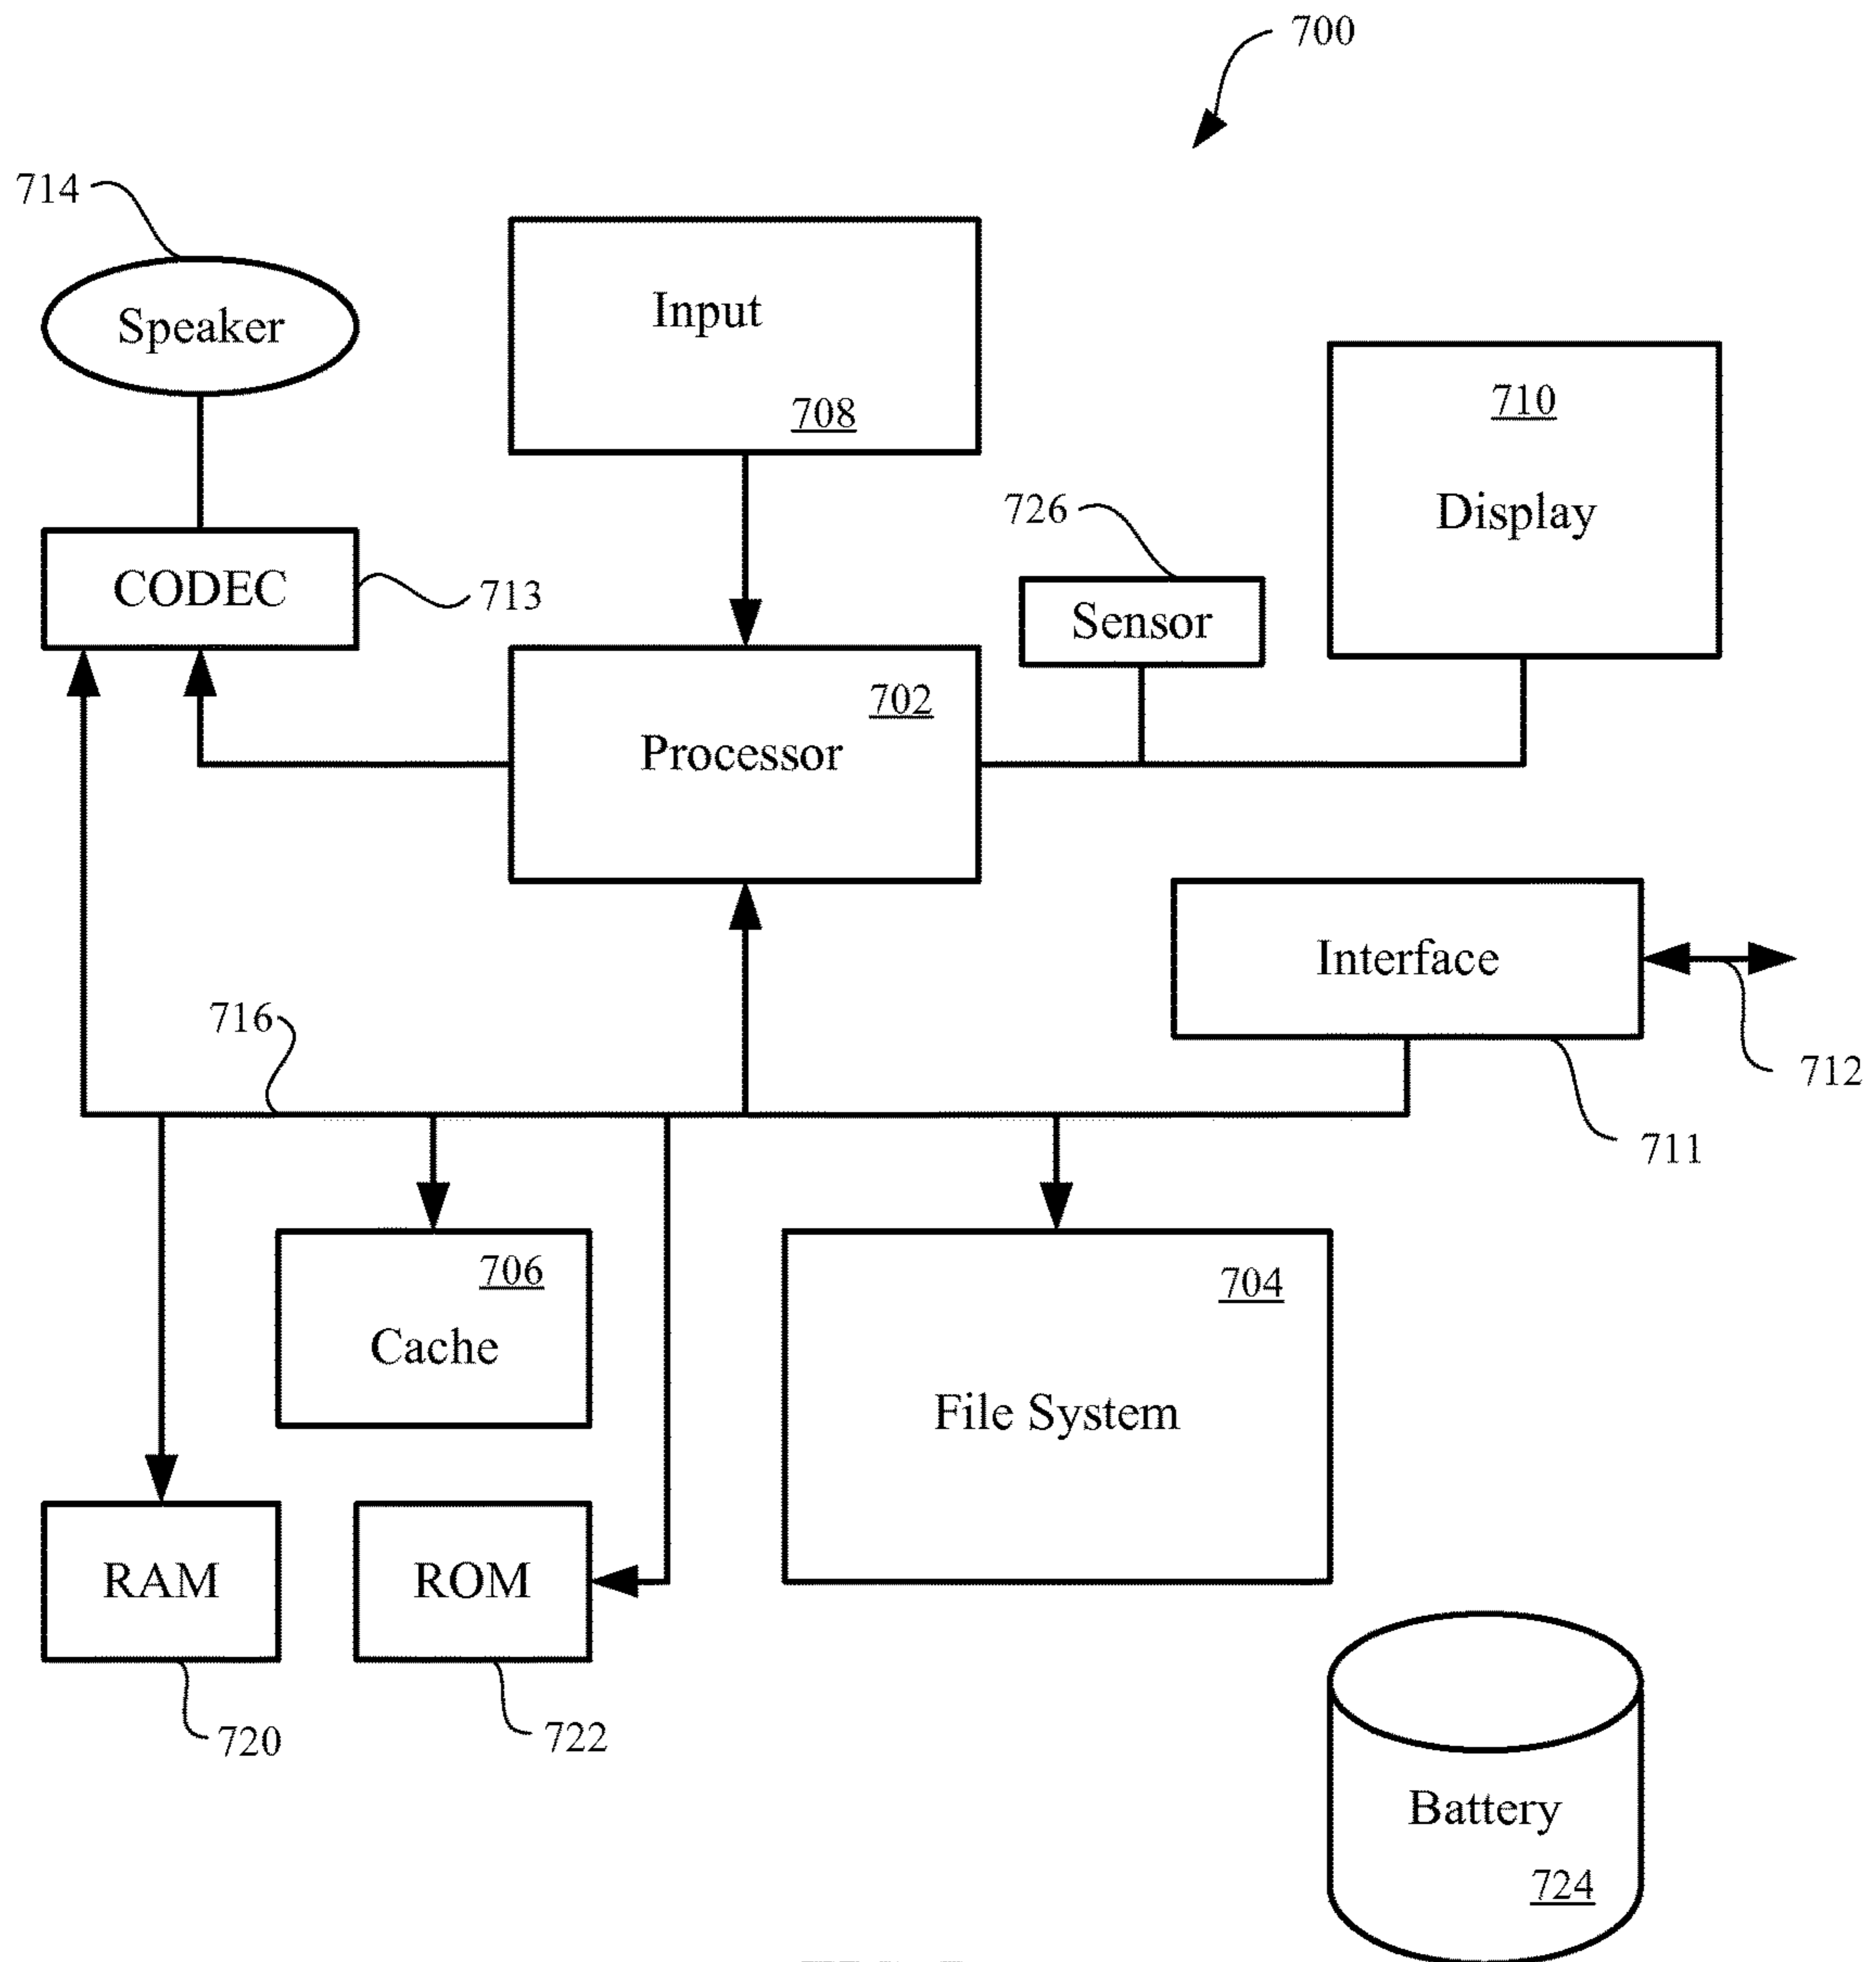 700
714
Speaker
Input
708
710
Display
726
Sensor
CODEC
713
702
Processor
Interface
712
716
711
706
Cache
704
File System
RAM
ROM
720
722
Battery
724